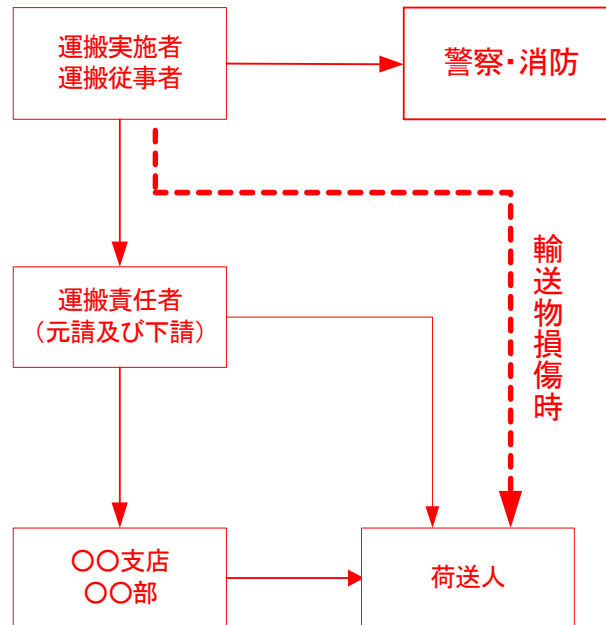 運搬実施者
運搬従事者
警察・消防
輸送物損傷時
運搬責任者
（元請及び下請）
〇〇支店
〇〇部
荷送人